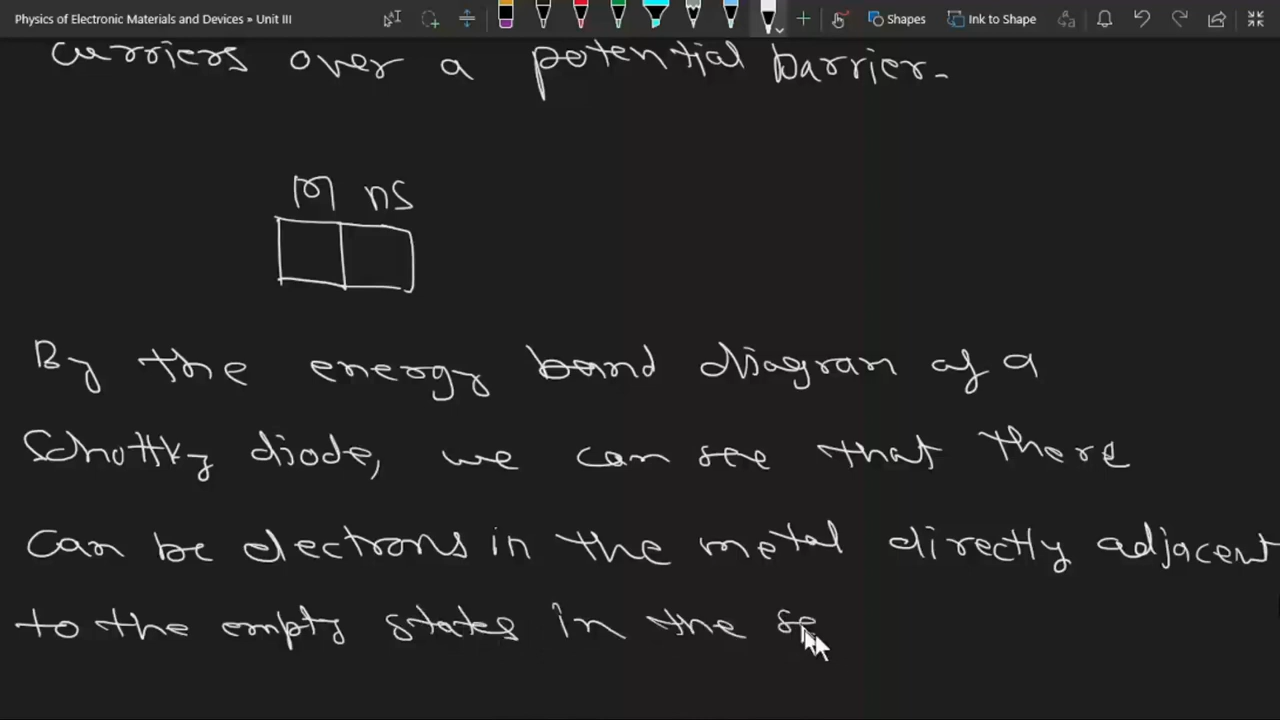 Physics of Electronic Materials and Devices » Unit III
Shapes
Ink to Shape
carriers over a potential barrier.
M ns
By the energy band diagram of a
Schottky diode, we can see that there
can be electrons in the metal directly adjacent
to the empty states in the se